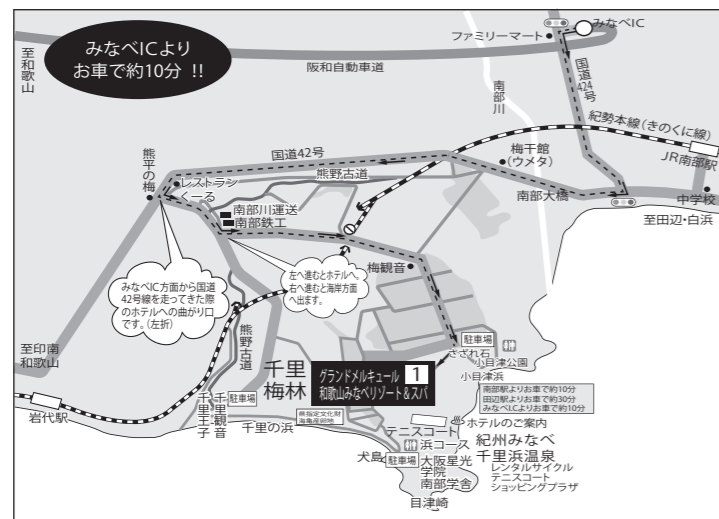 みなべICより
お車で約10分 !!
至和歌山
阪和自動車道
ファミリーマート
みなべIC
国道424号
南部川
紀勢本線(きのくに線)
JR南部駅
梅干館
(ウメタ)
国道42号
熊野古道
熊平の梅
レストラン
くーる
南部川運送
南部鉄工
南部大橋
中学校
至田辺・白浜
梅観音
みなべIC方面から国道
42号線を走ってきた際
のホテルへの曲がり口
です。(左折)
左へ進むとホテルへ。
右へ進むと海岸方面
へ出ます。
至印南
和歌山
熊野古道
岩代駅
千里王子
千里観音
駐車場
千里の浜
県指定文化財
海亀産卵地
千里
梅林
グランドメルキュール 1
和歌山みなべリゾート&スパ
駐車場
さざれ石
小目津公園
小目津浜
南部駅よりお車で約10分
田辺駅よりお車で約30分
みなべI.Cよりお車で約10分
ホテルのご案内
テニスコート
浜コース
紀州みなべ
千里浜温泉
レンタルサイクル
テニスコート
ショッピングプラザ
犬島
駐車場
大阪星光
学院
南部学舎
目津崎